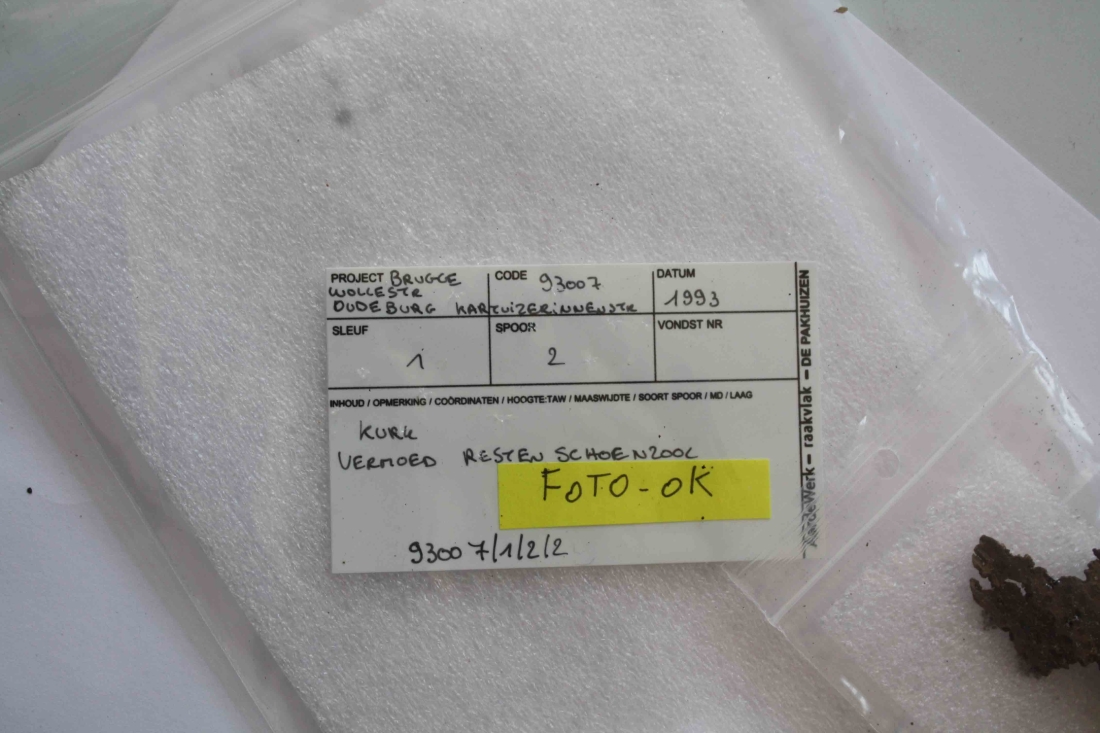 PROJECT BRUGGE
WOLLESTR
OUDEBURG KARTUIZERINNENSTR
CODE 93007
DATUM
1993
SLEUF
1
SPOOR
2
VONDST NR
INHOUD / OPMERKING / COÖRDINATEN / HOOGTE:TAW / MAASWIJDTE / SOORT SPOOR / MD / LAAG
KURK
VERMOED RESTEN SCHOENZOOL
FOTO-OK
93007/1/2/2
AardeWerk – raakvlak – DE PAKHUIZEN